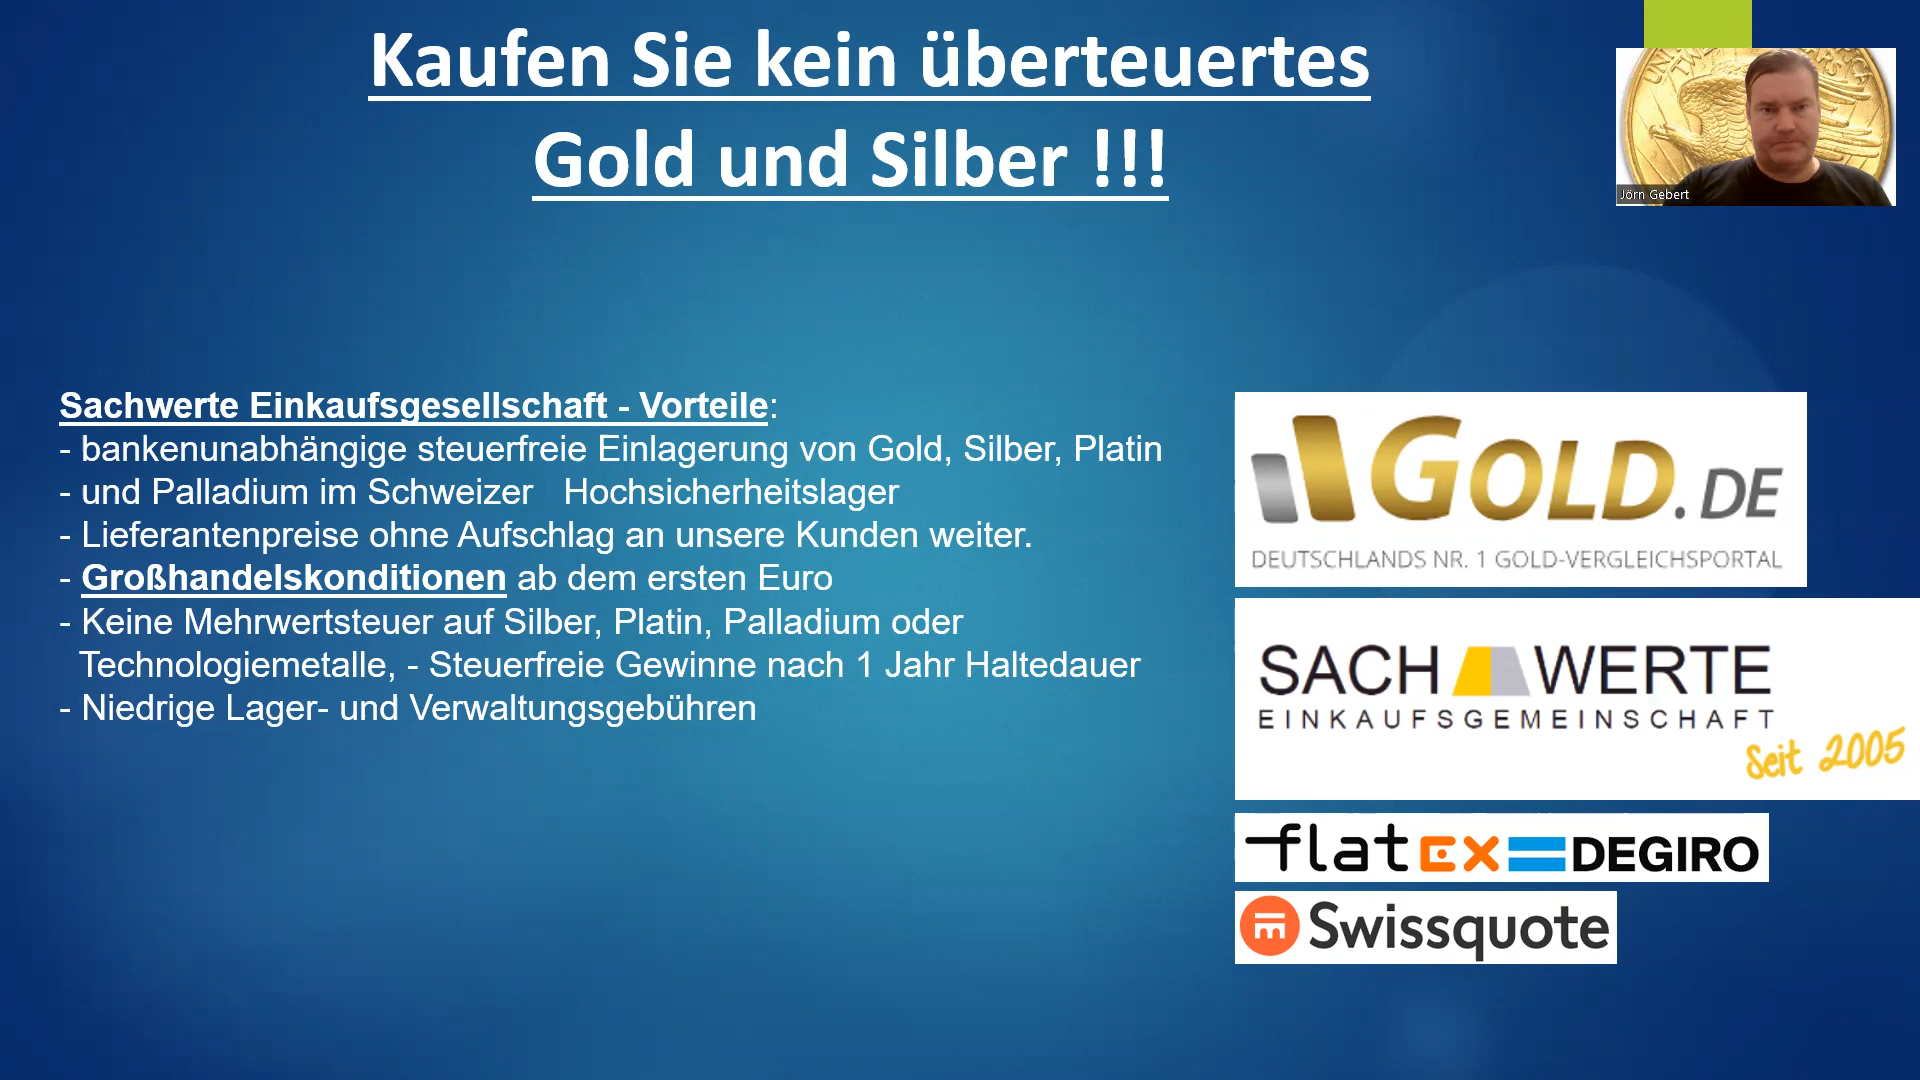 Kaufen Sie kein überteuertes
Gold und Silber !!!
Jörn Gebert
Sachwerte Einkaufsgesellschaft - Vorteile:
- bankenunabhängige steuerfreie Einlagerung von Gold, Silber, Platin
- und Palladium im Schweizer   Hochsicherheitslager
- Lieferantenpreise ohne Aufschlag an unsere Kunden weiter.
- Großhandelskonditionen ab dem ersten Euro
- Keine Mehrwertsteuer auf Silber, Platin, Palladium oder
Technologiemetalle, - Steuerfreie Gewinne nach 1 Jahr Haltedauer
- Niedrige Lager- und Verwaltungsgebühren
GOLD.DE
DEUTSCHLANDS NR. 1 GOLD-VERGLEICHSPORTAL
SACH WERTE
EINKAUFSGEMEINSCHAFT
Seit 2005
flatex=DEGIRO
Swissquote